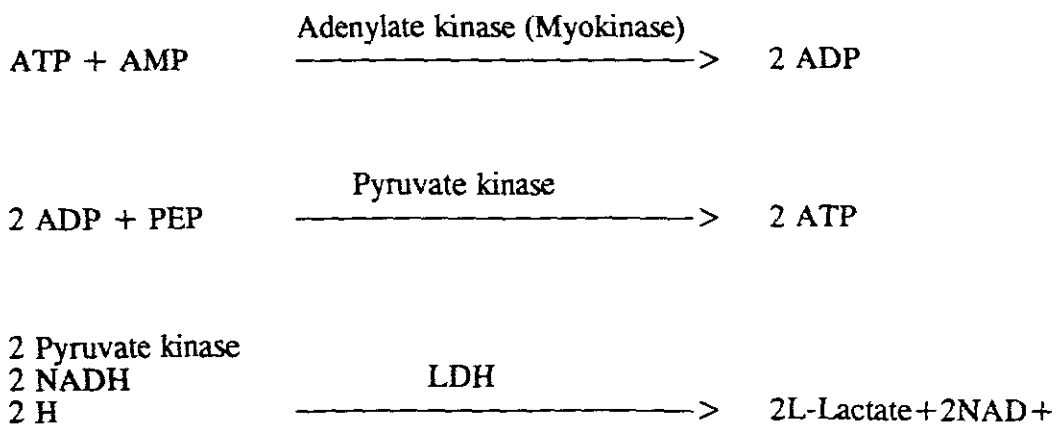 Adenylate kinase (Myokinase)
ATP + AMP ----------> 2 ADP
Pyruvate kinase
2 ADP + PEP ----------> 2 ATP
2 Pyruvate kinase
2 NADH LDH
2 H ----------> 2L-Lactate+2NAD+